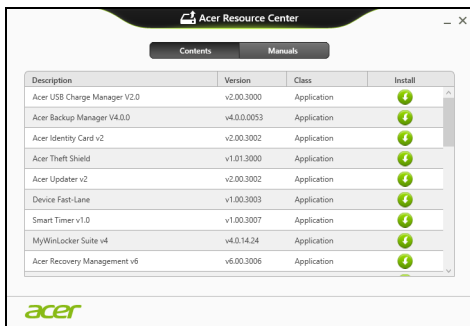 Acer Resource Center
Contents Manuals
Description Version Class Install
Acer USB Charge Manager V2.0 v2.00.3000 Application
Acer Backup Manager V4.0.0 v4.0.0.0053 Application
Acer Identity Card v2 v2.00.3002 Application
Acer Theft Shield v1.01.3000 Application
Acer Updater v2 v2.00.3002 Application
Device Fast-Lane v1.00.3003 Application
Smart Timer v1.0 v1.00.3007 Application
MyWinLocker Suite v4 v4.0.14.24 Application
Acer Recovery Management v6 v6.00.3006 Application
acer